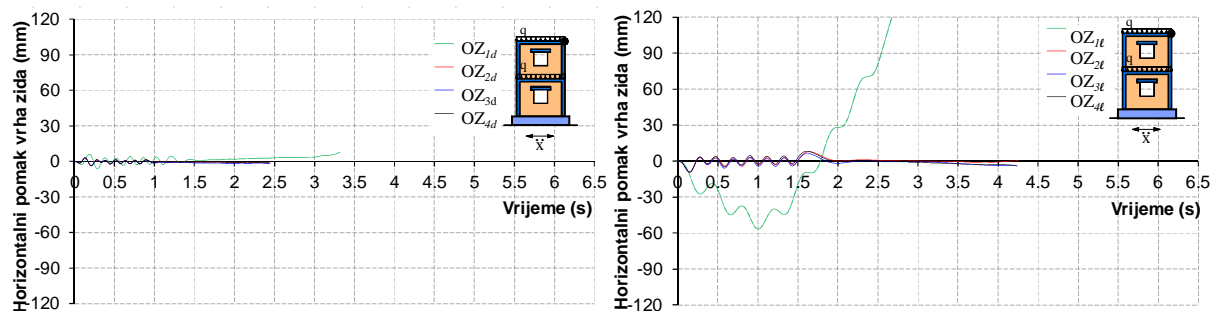 Horizontalni pomak vrha zida (mm)
120
90
60
30
0
-30
-60
-90
-120
0 0.5 1 1.5 2 2.5 3 3.5 4 4.5 5 5.5 6 6.5
Vrijeme (s)
OZ1d
OZ2d
OZ3d
OZ4d
q
q
x
Horizontalni pomak vrha zida (mm)
120
90
60
30
0
-30
-60
-90
-120
0 0.5 1 1.5 2 2.5 3 3.5 4 4.5 5 5.5 6 6.5
Vrijeme (s)
OZ1ℓ
OZ2ℓ
OZ3ℓ
OZ4ℓ
q
q
x